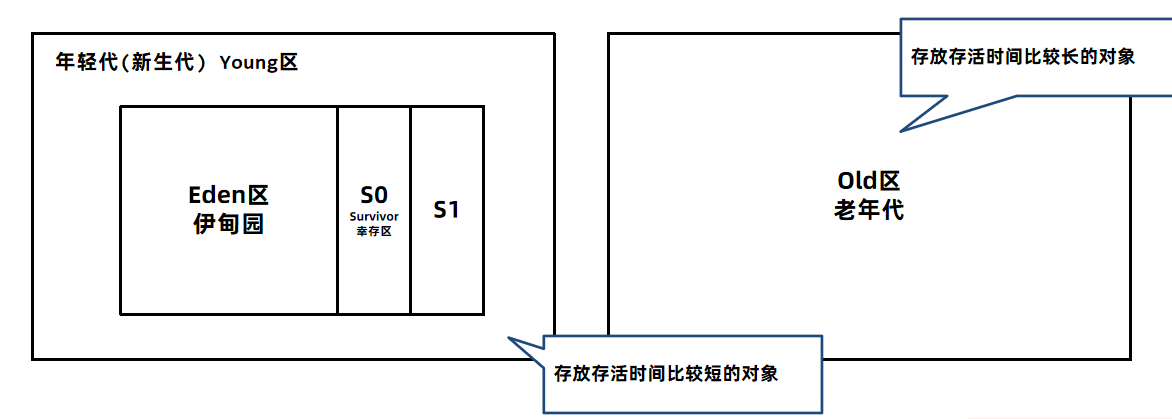 年轻代(新生代) Young区
存放存活时间比较长的对象
Eden区
伊甸园
S0
Survivor
幸存区
S1
Old区
老年代
存放存活时间比较短的对象